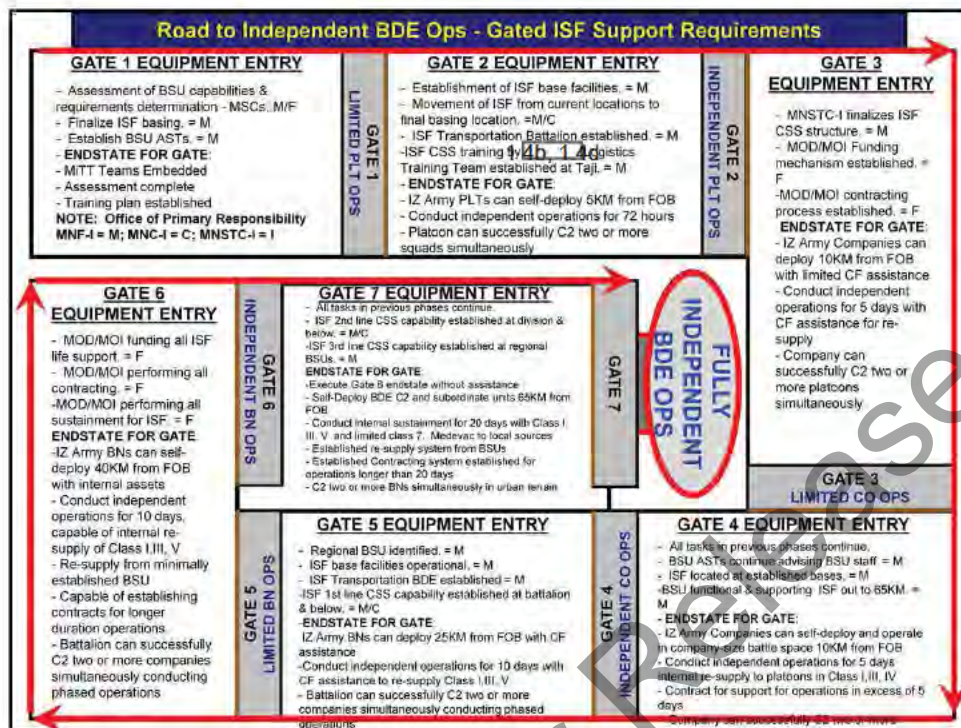 Road to Independent BDE Ops - Gated ISF Support Requirements
GATE 1 EQUIPMENT ENTRY
- Assessment of BSU capabilities &
requirements determination - MSCs. M/F
- Finalize ISF basing. = M
- Establish BSU ASTs. = M
- ENDSTATE FOR GATE:
- MiTT Teams Embedded
- Assessment complete
- Training plan established
NOTE: Office of Primary Responsibility
MNF-I = M; MNC-I = C; MNSTC-I = I
GATE 1
LIMITED PLT OPS
GATE 2 EQUIPMENT ENTRY
- Establishment of ISF base facilities. = M
- Movement of ISF from current locations to
final basing location. =M/C
- ISF Transportation Battalion established. = M
-ISF CSS training by 1.4b, 1.4d Logistics
Training Team established at Taji. = M
- ENDSTATE FOR GATE:
- IZ Army PLTs can self-deploy 5KM from FOB
- Conduct independent operations for 72 hours
- Platoon can successfully C2 two or more
squads simultaneously
GATE 2
INDEPENDENT PLT OPS
GATE 3
EQUIPMENT ENTRY
- MNSTC-I finalizes ISF
CSS structure. = M
- MOD/MOI Funding
mechanism established. =
F
-MOD/MOI contracting
process established. = F
ENDSTATE FOR GATE:
- IZ Army Companies can
deploy 10KM from FOB
with limited CF assistance
- Conduct independent
operations for 5 days with
CF assistance for re-
supply
- Company can
successfully C2 two or
more platoons
simultaneously
GATE 3
LIMITED CO OPS
GATE 4 EQUIPMENT ENTRY
- All tasks in previous phases continue.
- BSU ASTs continue advising BSU staff. = M
- ISF located at established bases. = M
-BSU functional & supporting ISF out to 65KM. =
M
- ENDSTATE FOR GATE:
- IZ Army Companies can self-deploy and operate
in company-size battle space 10KM from FOB
- Conduct independent operations for 5 days
internal re-supply to platoons in Class I,III, IV
- Contract for support for operations in excess of 5
days
- Company can successfully C2 two or more
GATE 4
INDEPENDENT CO OPS
GATE 5 EQUIPMENT ENTRY
- Regional BSU identified. = M
- ISF base facilities operational. = M
- ISF Transportation BDE established = M
-ISF 1st line CSS capability established at battalion
& below. = M/C
-ENDSTATE FOR GATE:
IZ Army BNs can deploy 25KM from FOB with CF
assistance
-Conduct independent operations for 10 days with
CF assistance to re-supply Class I,III, V
- Battalion can successfully C2 two or more
companies simultaneously conducting phased
operations
GATE 5
LIMITED BN OPS
GATE 6
EQUIPMENT ENTRY
- MOD/MOI funding all ISF
life support. = F
- MOD/MOI performing all
contracting. = F
-MOD/MOI performing all
sustainment for ISF. = F
ENDSTATE FOR GATE
-IZ Army BNs can self-
deploy 40KM from FOB
with internal assets
- Conduct independent
operations for 10 days,
capable of internal re-
supply of Class I,III, V
- Re-supply from minimally
established BSU
- Capable of establishing
contracts for longer
duration operations
- Battalion can successfully
C2 two or more companies
simultaneously conducting
phased operations
GATE 6
INDEPENDENT BN OPS
GATE 7 EQUIPMENT ENTRY
- All tasks in previous phases continue.
- ISF 2nd line CSS capability established at division &
below. = M/C
-ISF 3rd line CSS capability established at regional
BSUs. = M
ENDSTATE FOR GATE:
-Execute Gate 6 endstate without assistance
- Self-Deploy BDE C2 and subordinate units 65KM from
FOB
- Conduct internal sustainment for 20 days with Class I,
III, V and limited class 7. Medevac to local sources
- Established re-supply system from BSUs
- Established Contracting system established for
operations longer than 20 days
- C2 two or more BNs simultaneously in urban terrain
GATE 7
FULLY
INDEPENDENT
BDE OPS
Release